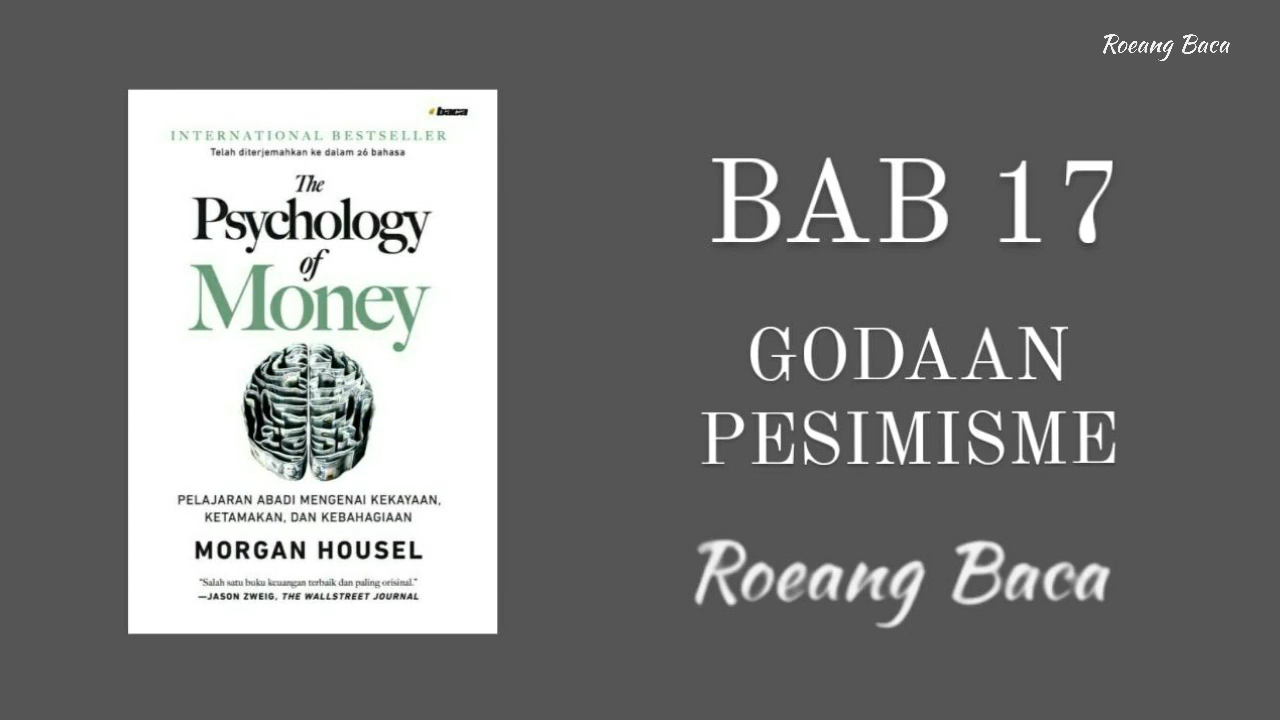 Roeang Baca
baca
INTERNATIONAL BESTSELLER
Telah diterjemahkan ke dalam 26 bahasa
The
Psychology
of
Money
PELAJARAN ABADI MENGENAI KEKAYAAN,
KETAMAKAN, DAN KEBAHAGIAAN
MORGAN HOUSEL
"Salah satu buku keuangan terbaik dan paling orisinal."
—JASON ZWEIG, THE WALLSTREET JOURNAL
BAB 17
GODAAN
PESIMISME
Roeang Baca